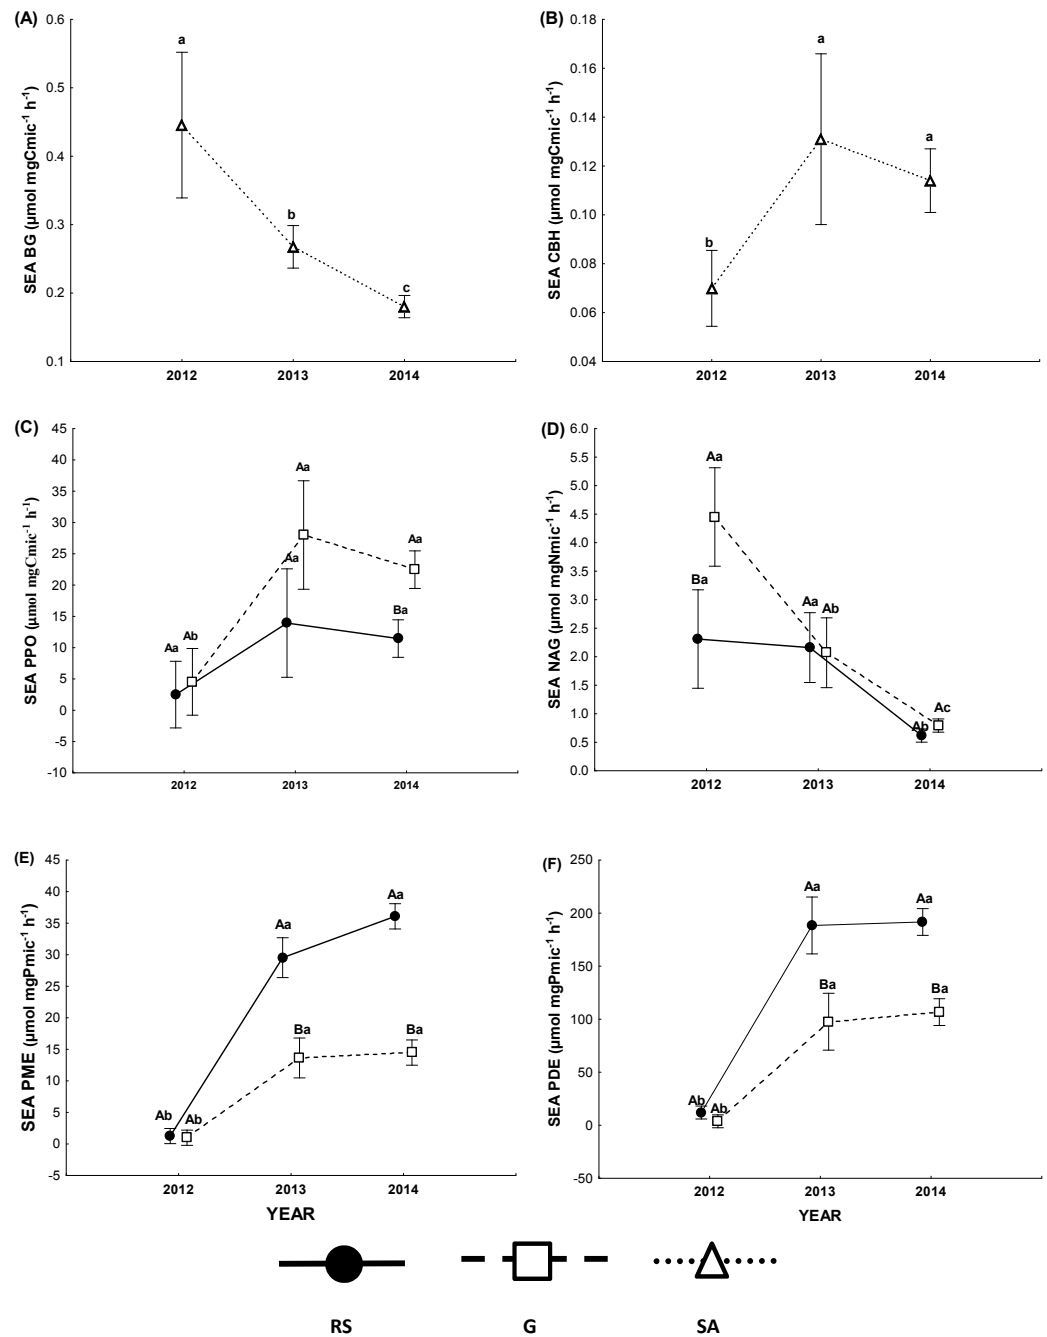 (A)
0.6
0.5
0.4
0.3
0.2
0.1
SEA BG (µmol mgCmic⁻¹ h⁻¹)
a
b
c
2012 2013 2014
(B)
0.18
0.16
0.14
0.12
0.10
0.08
0.06
0.04
SEA CBH (µmol mgCmic⁻¹ h⁻¹)
b
a
a
2012 2013 2014
(C)
45
40
35
30
25
20
15
10
5
0
-5
-10
SEA PPO (µmol mgCmic⁻¹ h⁻¹)
Aa
Ab
Aa
Aa
Aa
Ba
2012 2013 2014
(D)
6.0
5.5
5.0
4.5
4.0
3.5
3.0
2.5
2.0
1.5
1.0
0.5
0.0
SEA NAG (µmol mgNmic⁻¹ h⁻¹)
Ba
Aa
Aa
Ab
Ab
Ac
2012 2013 2014
(E)
45
40
35
30
25
20
15
10
5
0
-5
SEA PME (µmol mgPmic⁻¹ h⁻¹)
Ab
Ab
Aa
Ba
Aa
Ba
2012 2013 2014
YEAR
(F)
250
200
150
100
50
0
-50
SEA PDE (µmol mgPmic⁻¹ h⁻¹)
Ab
Ab
Aa
Ba
Aa
Ba
2012 2013 2014
YEAR
RS G SA